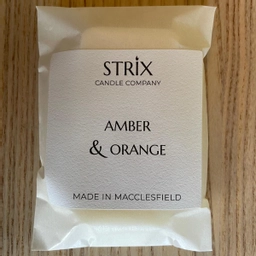 STRIX
CANDLE COMPANY
AMBER
& ORANGE
MADE IN MACCLESFIELD